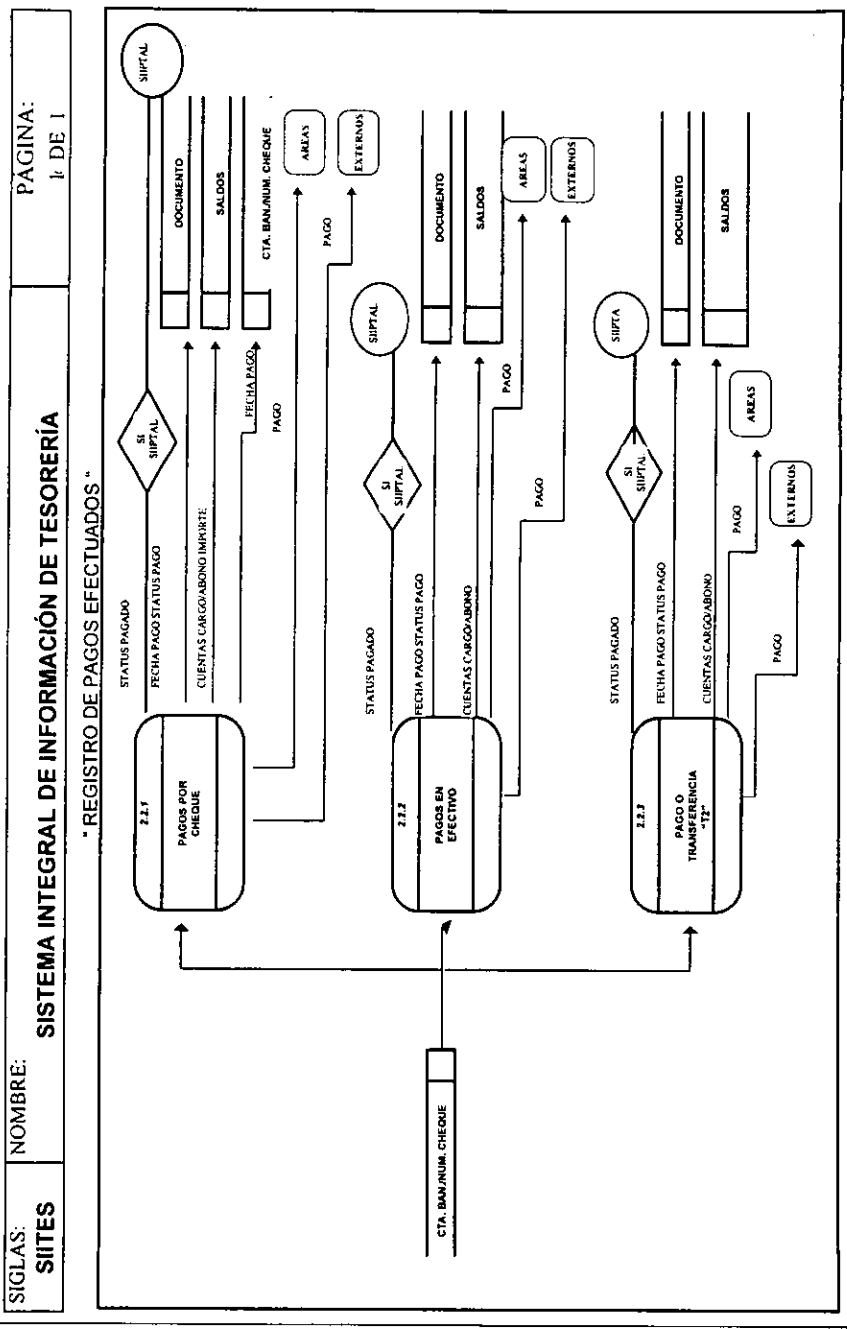 SIGLAS:
SIITES
NOMBRE:
SISTEMA INTEGRAL DE INFORMACIÓN DE TESORERÍA
PÁGINA:
1 DE 1
" REGISTRO DE PAGOS EFECTUADOS "
CTA. BAN./NUM. CHEQUE
2.2.1
PAGOS POR
CHEQUE
STATUS PAGADO
SI
SIIPTAL
SIIPTAL
FECHA PAGO STATUS PAGO
DOCUMENTO
CUENTAS CARGO/ABONO IMPORTE
SALDOS
FECHA PAGO
CTA. BAN./NUM. CHEQUE
PAGO
AREAS
PAGO
EXTERNOS
2.2.2
PAGOS EN
EFECTIVO
STATUS PAGADO
SI
SIIPTAL
SIIPTAL
FECHA PAGO STATUS PAGO
DOCUMENTO
CUENTAS CARGO/ABONO
SALDOS
PAGO
AREAS
PAGO
EXTERNOS
2.2.3
PAGO O
TRANSFERENCIA
"T2"
STATUS PAGADO
SI
SIIPTAL
SIIPTA
FECHA PAGO STATUS PAGO
DOCUMENTO
CUENTAS CARGO/ABONO
SALDOS
PAGO
AREAS
PAGO
EXTERNOS